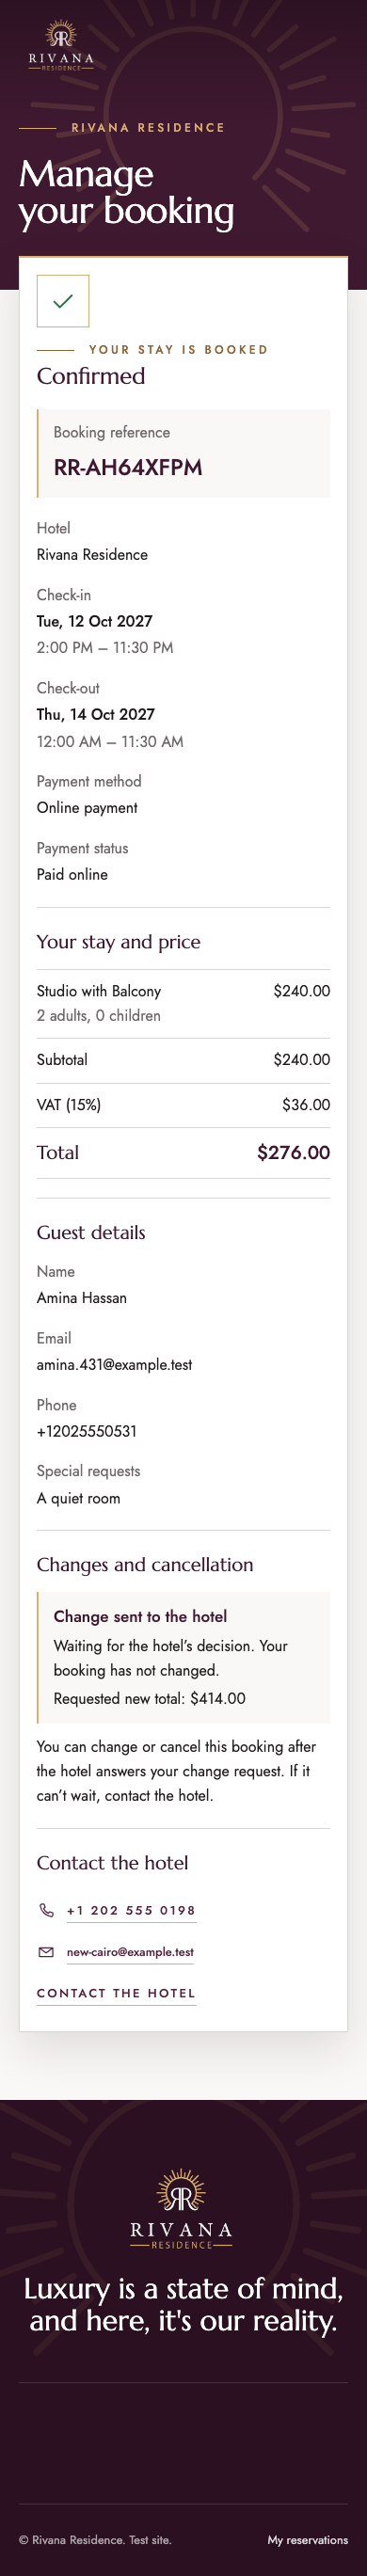 RIVANA
RESIDENCE
RIVANA RESIDENCE
Manage
your booking
YOUR STAY IS BOOKED
Confirmed
Booking reference
RR-AH64XFPM
Hotel
Rivana Residence
Check-in
Tue, 12 Oct 2027
2:00 PM – 11:30 PM
Check-out
Thu, 14 Oct 2027
12:00 AM – 11:30 AM
Payment method
Online payment
Payment status
Paid online
Your stay and price
Studio with Balcony $240.00
2 adults, 0 children
Subtotal $240.00
VAT (15%) $36.00
Total $276.00
Guest details
Name
Amina Hassan
Email
amina.431@example.test
Phone
+12025550531
Special requests
A quiet room
Changes and cancellation
Change sent to the hotel
Waiting for the hotel’s decision. Your
booking has not changed.
Requested new total: $414.00
You can change or cancel this booking after
the hotel answers your change request. If it
can’t wait, contact the hotel.
Contact the hotel
+1 202 555 0198
new-cairo@example.test
CONTACT THE HOTEL
RIVANA
RESIDENCE
Luxury is a state of mind,
and here, it's our reality.
© Rivana Residence. Test site. My reservations